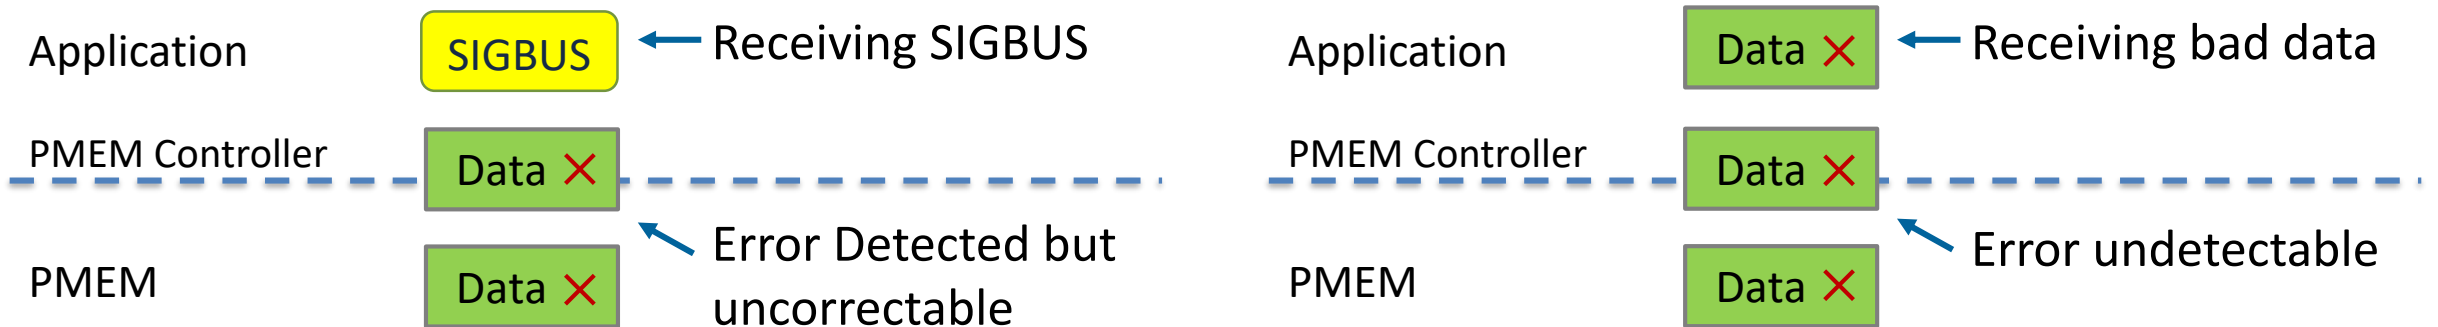 Application
SIGBUS
Receiving SIGBUS
PMEM Controller
Data
Error Detected but
uncorrectable
PMEM
Data
Application
Data
Receiving bad data
PMEM Controller
Data
Error undetectable
PMEM
Data